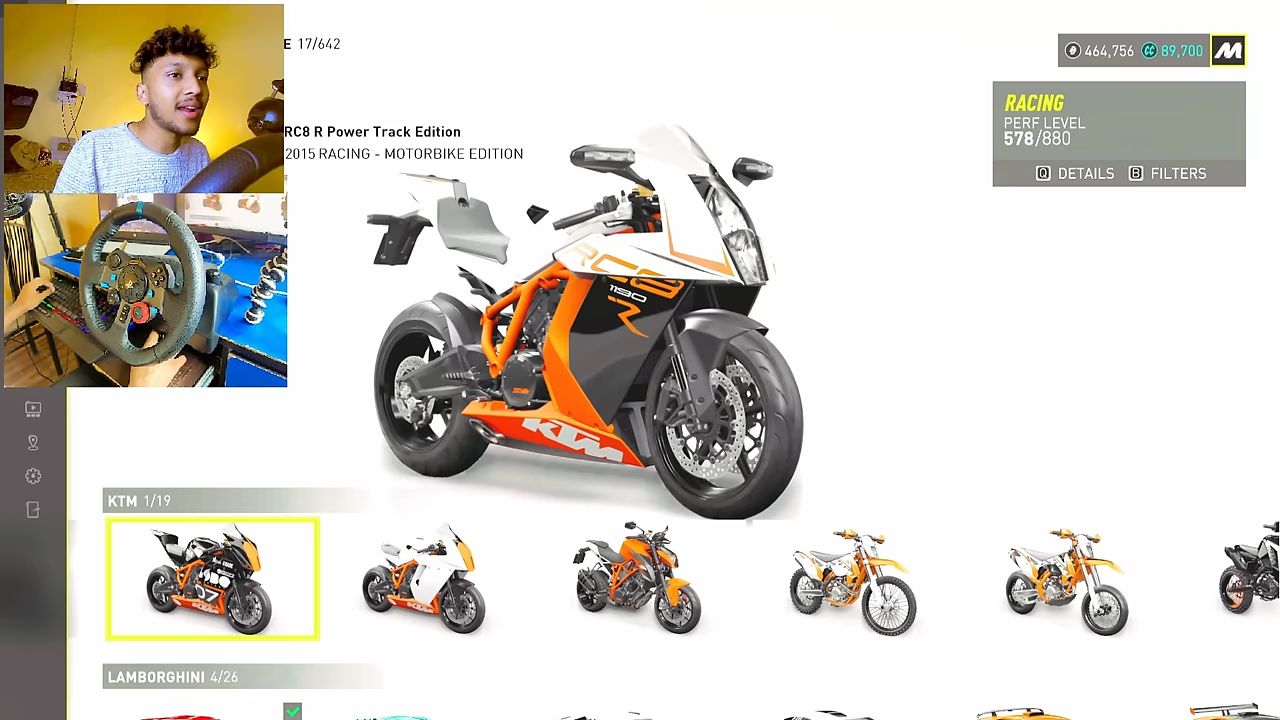 E 17/642
464,756 CC 89,700
RACING
PERF LEVEL
578/880
Q DETAILS B FILTERS
RC8 R Power Track Edition
2015 RACING - MOTORBIKE EDITION
RC8
1190
R
KTM
KTM 1/19
LAMBORGHINI 4/26